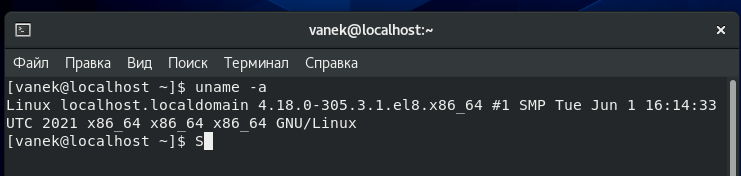 vanek@localhost:~
Файл Правка Вид Поиск Терминал Справка
[vanek@localhost ~]$ uname -a
Linux localhost.localdomain 4.18.0-305.3.1.el8.x86_64 #1 SMP Tue Jun 1 16:14:33
UTC 2021 x86_64 x86_64 x86_64 GNU/Linux
[vanek@localhost ~]$ S